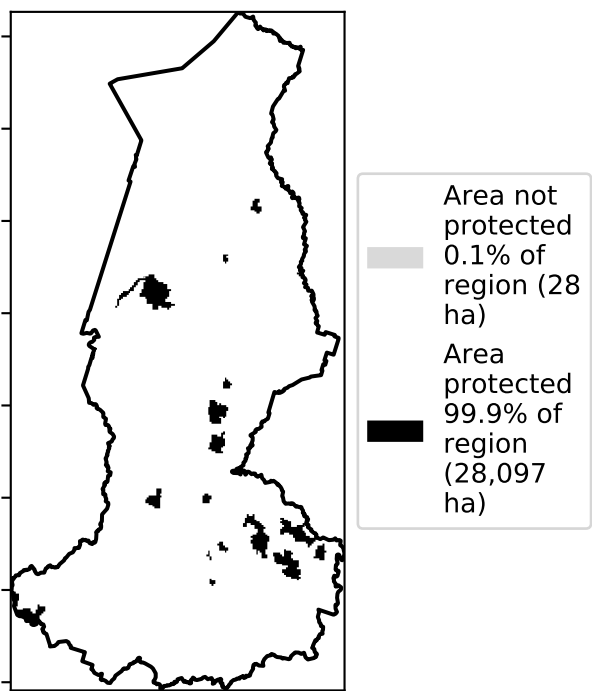 Area not
protected
0.1% of
region (28
ha)
Area
protected
99.9% of
region
(28,097
ha)